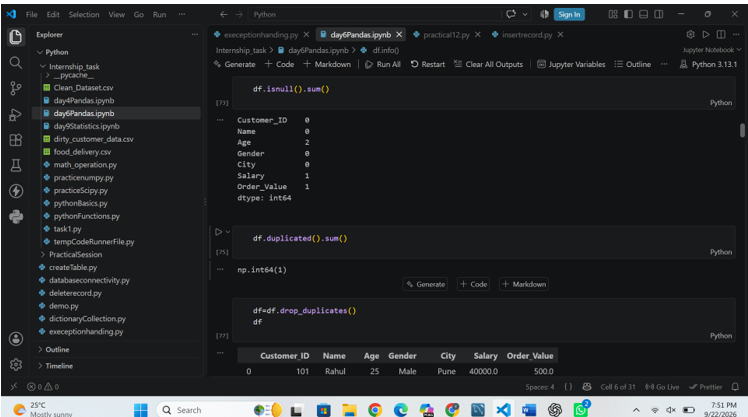 File Edit Selection View Go Run ... Python Sign In
Explorer
Python
Internship_task
__pycache__
Clean_Dataset.csv
day4Pandas.ipynb
day6Pandas.ipynb
day9Statistics.ipynb
dirty_customer_data.csv
food_delivery.csv
math_operation.py
practicenumpy.py
practiceScipy.py
pythonBasics.py
pythonFunctions.py
task1.py
tempCodeRunnerFile.py
PracticalSession
createTable.py
databaseconnectivity.py
deleterecord.py
demo.py
dictionaryCollection.py
execeptionhanding.py
Outline
Timeline
execeptionhanding.py day6Pandas.ipynb practical12.py insertrecord.py
Internship_task > day6Pandas.ipynb > df.info()
Jupyter Notebook
Generate + Code + Markdown Run All Restart Clear All Outputs Jupyter Variables Outline ... Python 3.13.1
df.isnull().sum()
[73] Python
... Customer_ID 0
Name 0
Age 2
Gender 0
City 0
Salary 1
Order_Value 1
dtype: int64
df.duplicated().sum()
[75] Python
... np.int64(1)
Generate + Code + Markdown
df=df.drop_duplicates()
df
[77] Python
... Customer_ID Name Age Gender City Salary Order_Value
0 101 Rahul 25 Male Pune 40000.0 500.0
0 0 Spaces: 4 {} Cell 6 of 31 Go Live Prettier
25°C
Mostly sunny
Search
2
7:51 PM
9/22/2026